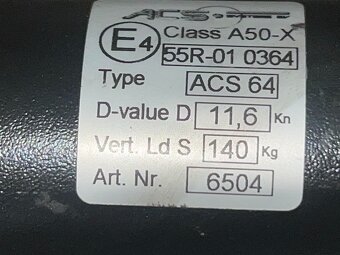 ACS
E4
Class A50-X
55R-01 0364
Type ACS 64
D-value D 11,6 Kn
Vert. Ld S 140 Kg
Art. Nr. 6504